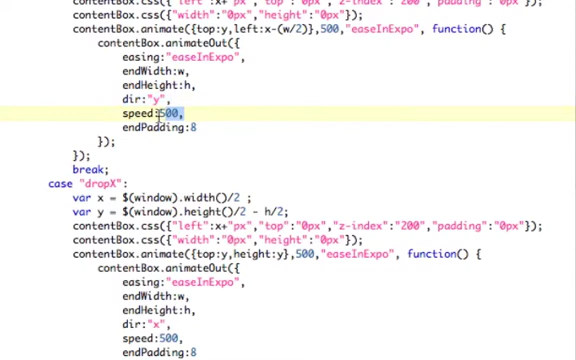 contentBox.css({"left":x+"px","top":"0px","z-index":"200","padding":"0px"});
contentBox.css({"width":"0px","height":"0px"});
contentBox.animate({top:y,left:x-(w/2)},500,"easeInExpo", function() {
contentBox.animateOut({
easing:"easeInExpo",
endWidth:w,
endHeight:h,
dir:"y",
speed:500,
endPadding:8
});
});
break;
case "dropX":
var x = $(window).width()/2 ;
var y = $(window).height()/2 - h/2;
contentBox.css({"left":x+"px","top":"0px","z-index":"200","padding":"0px"});
contentBox.css({"width":"0px","height":"0px"});
contentBox.animate({top:y,height:y},500,"easeInExpo", function() {
contentBox.animateOut({
easing:"easeInExpo",
endWidth:w,
endHeight:h,
dir:"x",
speed:500,
endPadding:8